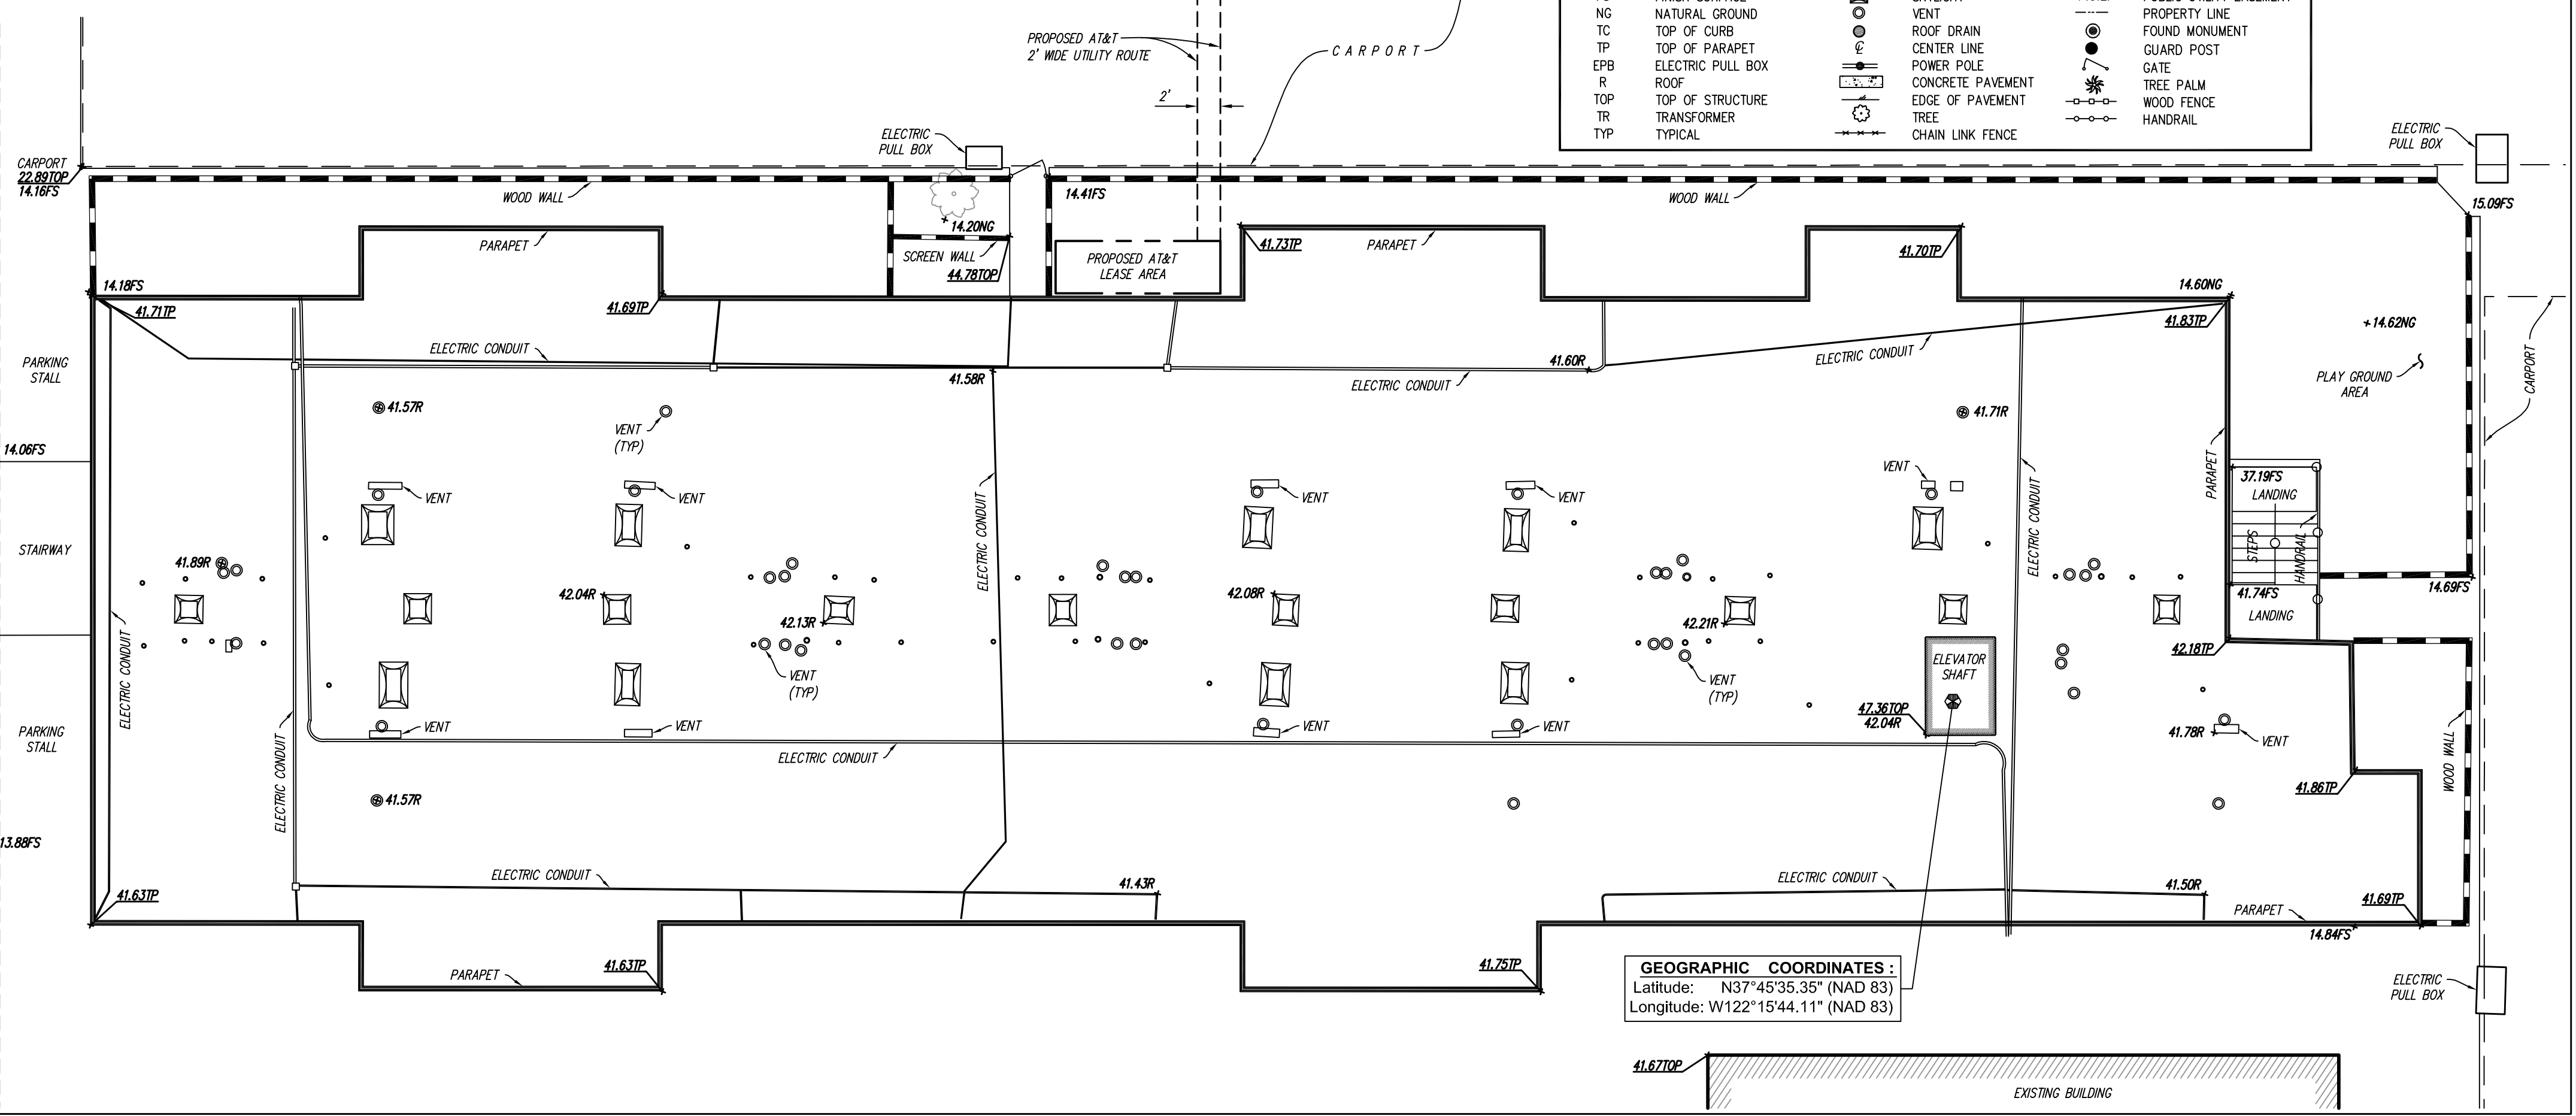 NG NATURAL GROUND VENT PROPERTY LINE
TC TOP OF CURB ROOF DRAIN FOUND MONUMENT
TP TOP OF PARAPET ℄ CENTER LINE GUARD POST
EPB ELECTRIC PULL BOX POWER POLE GATE
R ROOF CONCRETE PAVEMENT TREE PALM
TOP TOP OF STRUCTURE EDGE OF PAVEMENT WOOD FENCE
TR TRANSFORMER TREE HANDRAIL
TYP TYPICAL CHAIN LINK FENCE
PROPOSED AT&T
2' WIDE UTILITY ROUTE
CARPORT
2'
ELECTRIC
PULL BOX
ELECTRIC
PULL BOX
CARPORT
22.89TOP
14.16FS
WOOD WALL
14.41FS
WOOD WALL
15.09FS
14.20NG
PARAPET
SCREEN WALL
44.78TOP
PROPOSED AT&T
LEASE AREA
41.73TP
PARAPET
41.70TP
14.18FS
41.71TP
41.69TP
14.60NG
41.83TP
14.62NG
PARKING
STALL
ELECTRIC CONDUIT
41.58R
ELECTRIC CONDUIT
41.60R
ELECTRIC CONDUIT
PLAY GROUND
AREA
CARPORT
41.57R
VENT
(TYP)
41.71R
14.06FS
PARAPET
VENT
VENT
VENT
VENT
VENT
37.19FS
LANDING
ELECTRIC CONDUIT
ELECTRIC CONDUIT
STAIRWAY
STEPS
HANDRAIL
41.89R
42.04R
42.13R
42.08R
42.21R
41.74FS
LANDING
14.69FS
ELECTRIC CONDUIT
VENT
(TYP)
VENT
(TYP)
ELEVATOR
SHAFT
42.18TP
PARKING
STALL
VENT
VENT
VENT
VENT
47.36TOP
42.04R
41.78R
VENT
WOOD WALL
ELECTRIC CONDUIT
ELECTRIC CONDUIT
41.57R
41.86TP
13.88FS
ELECTRIC CONDUIT
41.43R
ELECTRIC CONDUIT
41.50R
41.63TP
41.69TP
PARAPET
14.84FS
PARAPET
41.63TP
41.75TP
GEOGRAPHIC COORDINATES :
Latitude: N37°45'35.35" (NAD 83)
Longitude: W122°15'44.11" (NAD 83)
ELECTRIC
PULL BOX
41.67TOP
EXISTING BUILDING